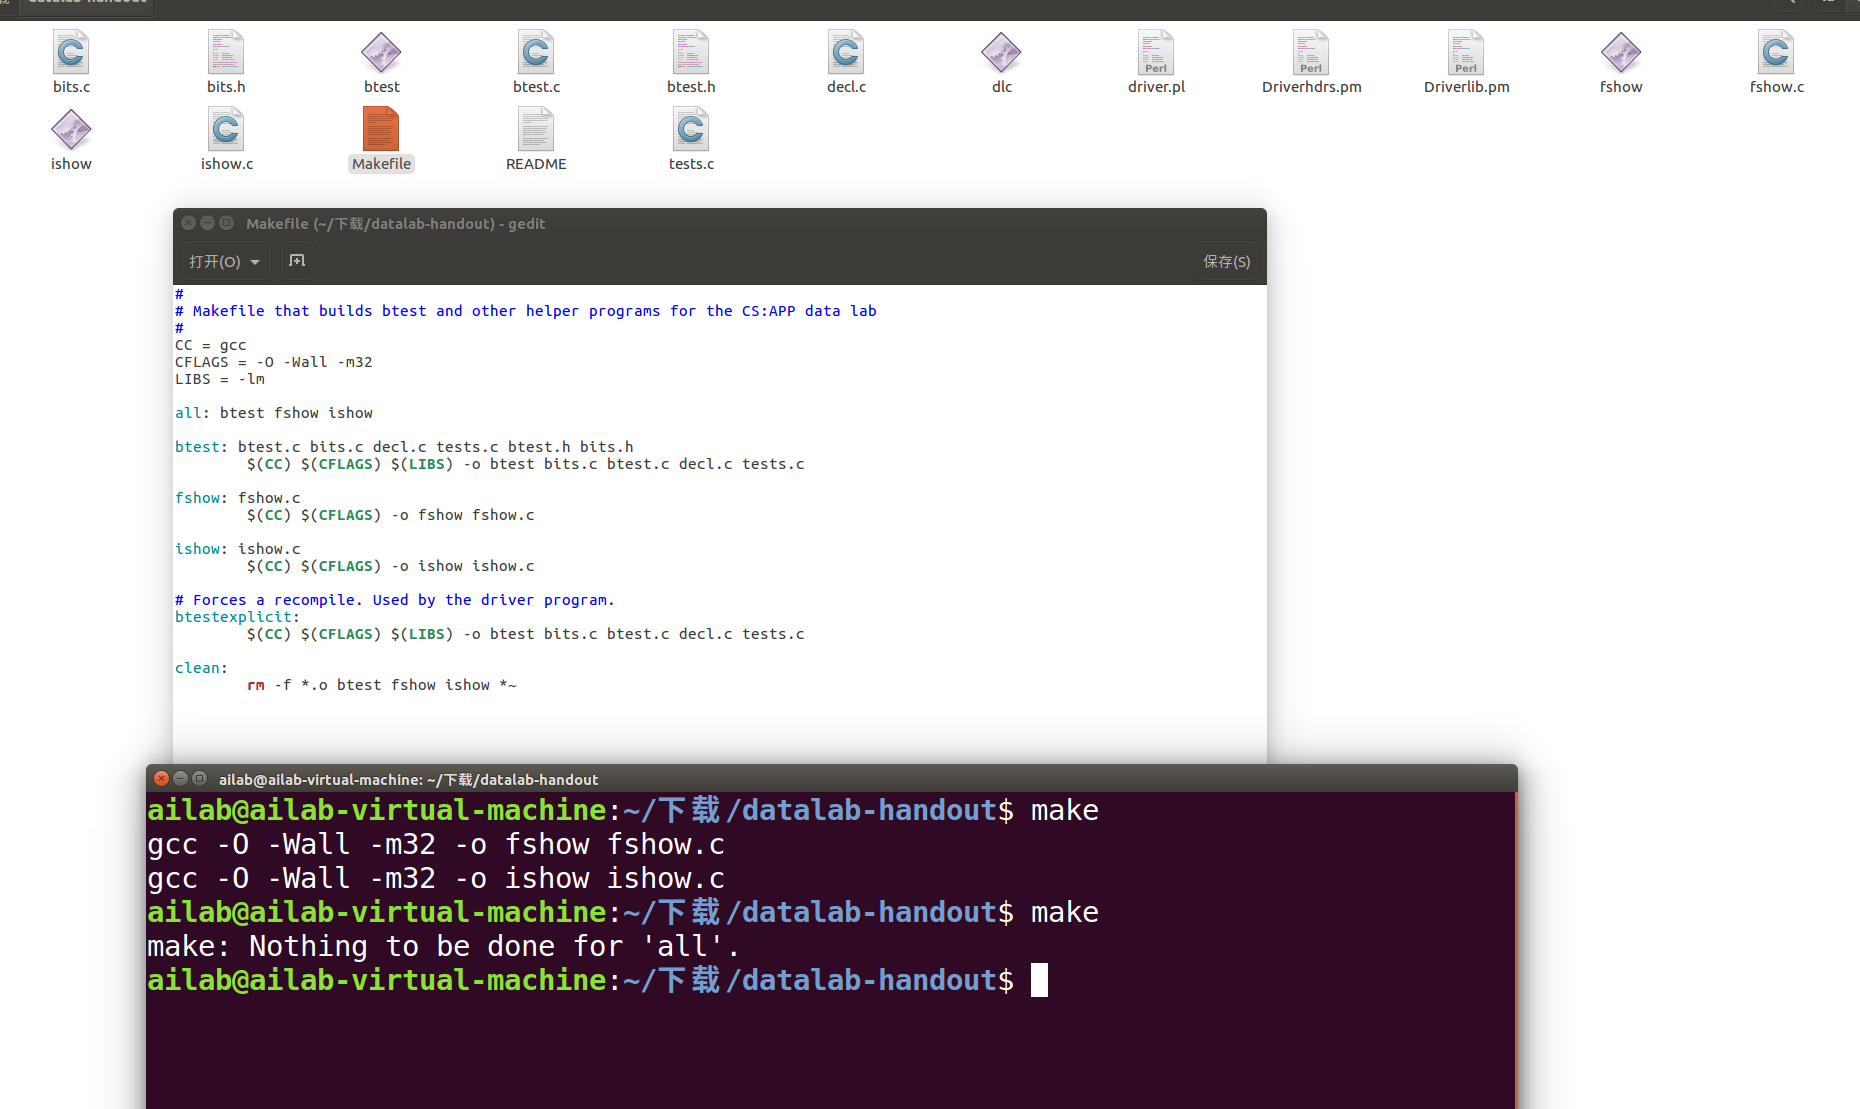 datalab-handout
bits.c bits.h btest btest.c btest.h decl.c dlc driver.pl Driverhdrs.pm Driverlib.pm fshow fshow.c
Perl Perl Perl
ishow ishow.c Makefile README tests.c
Makefile (~/下载/datalab-handout) - gedit
打开(O) 保存(S)
#
# Makefile that builds btest and other helper programs for the CS:APP data lab
#
CC = gcc
CFLAGS = -O -Wall -m32
LIBS = -lm
all: btest fshow ishow
btest: btest.c bits.c decl.c tests.c btest.h bits.h
$(CC) $(CFLAGS) $(LIBS) -o btest bits.c btest.c decl.c tests.c
fshow: fshow.c
$(CC) $(CFLAGS) -o fshow fshow.c
ishow: ishow.c
$(CC) $(CFLAGS) -o ishow ishow.c
# Forces a recompile. Used by the driver program.
btestexplicit:
$(CC) $(CFLAGS) $(LIBS) -o btest bits.c btest.c decl.c tests.c
clean:
rm -f *.o btest fshow ishow *~
ailab@ailab-virtual-machine: ~/下载/datalab-handout
ailab@ailab-virtual-machine:~/下载/datalab-handout$ make
gcc -O -Wall -m32 -o fshow fshow.c
gcc -O -Wall -m32 -o ishow ishow.c
ailab@ailab-virtual-machine:~/下载/datalab-handout$ make
make: Nothing to be done for 'all'.
ailab@ailab-virtual-machine:~/下载/datalab-handout$